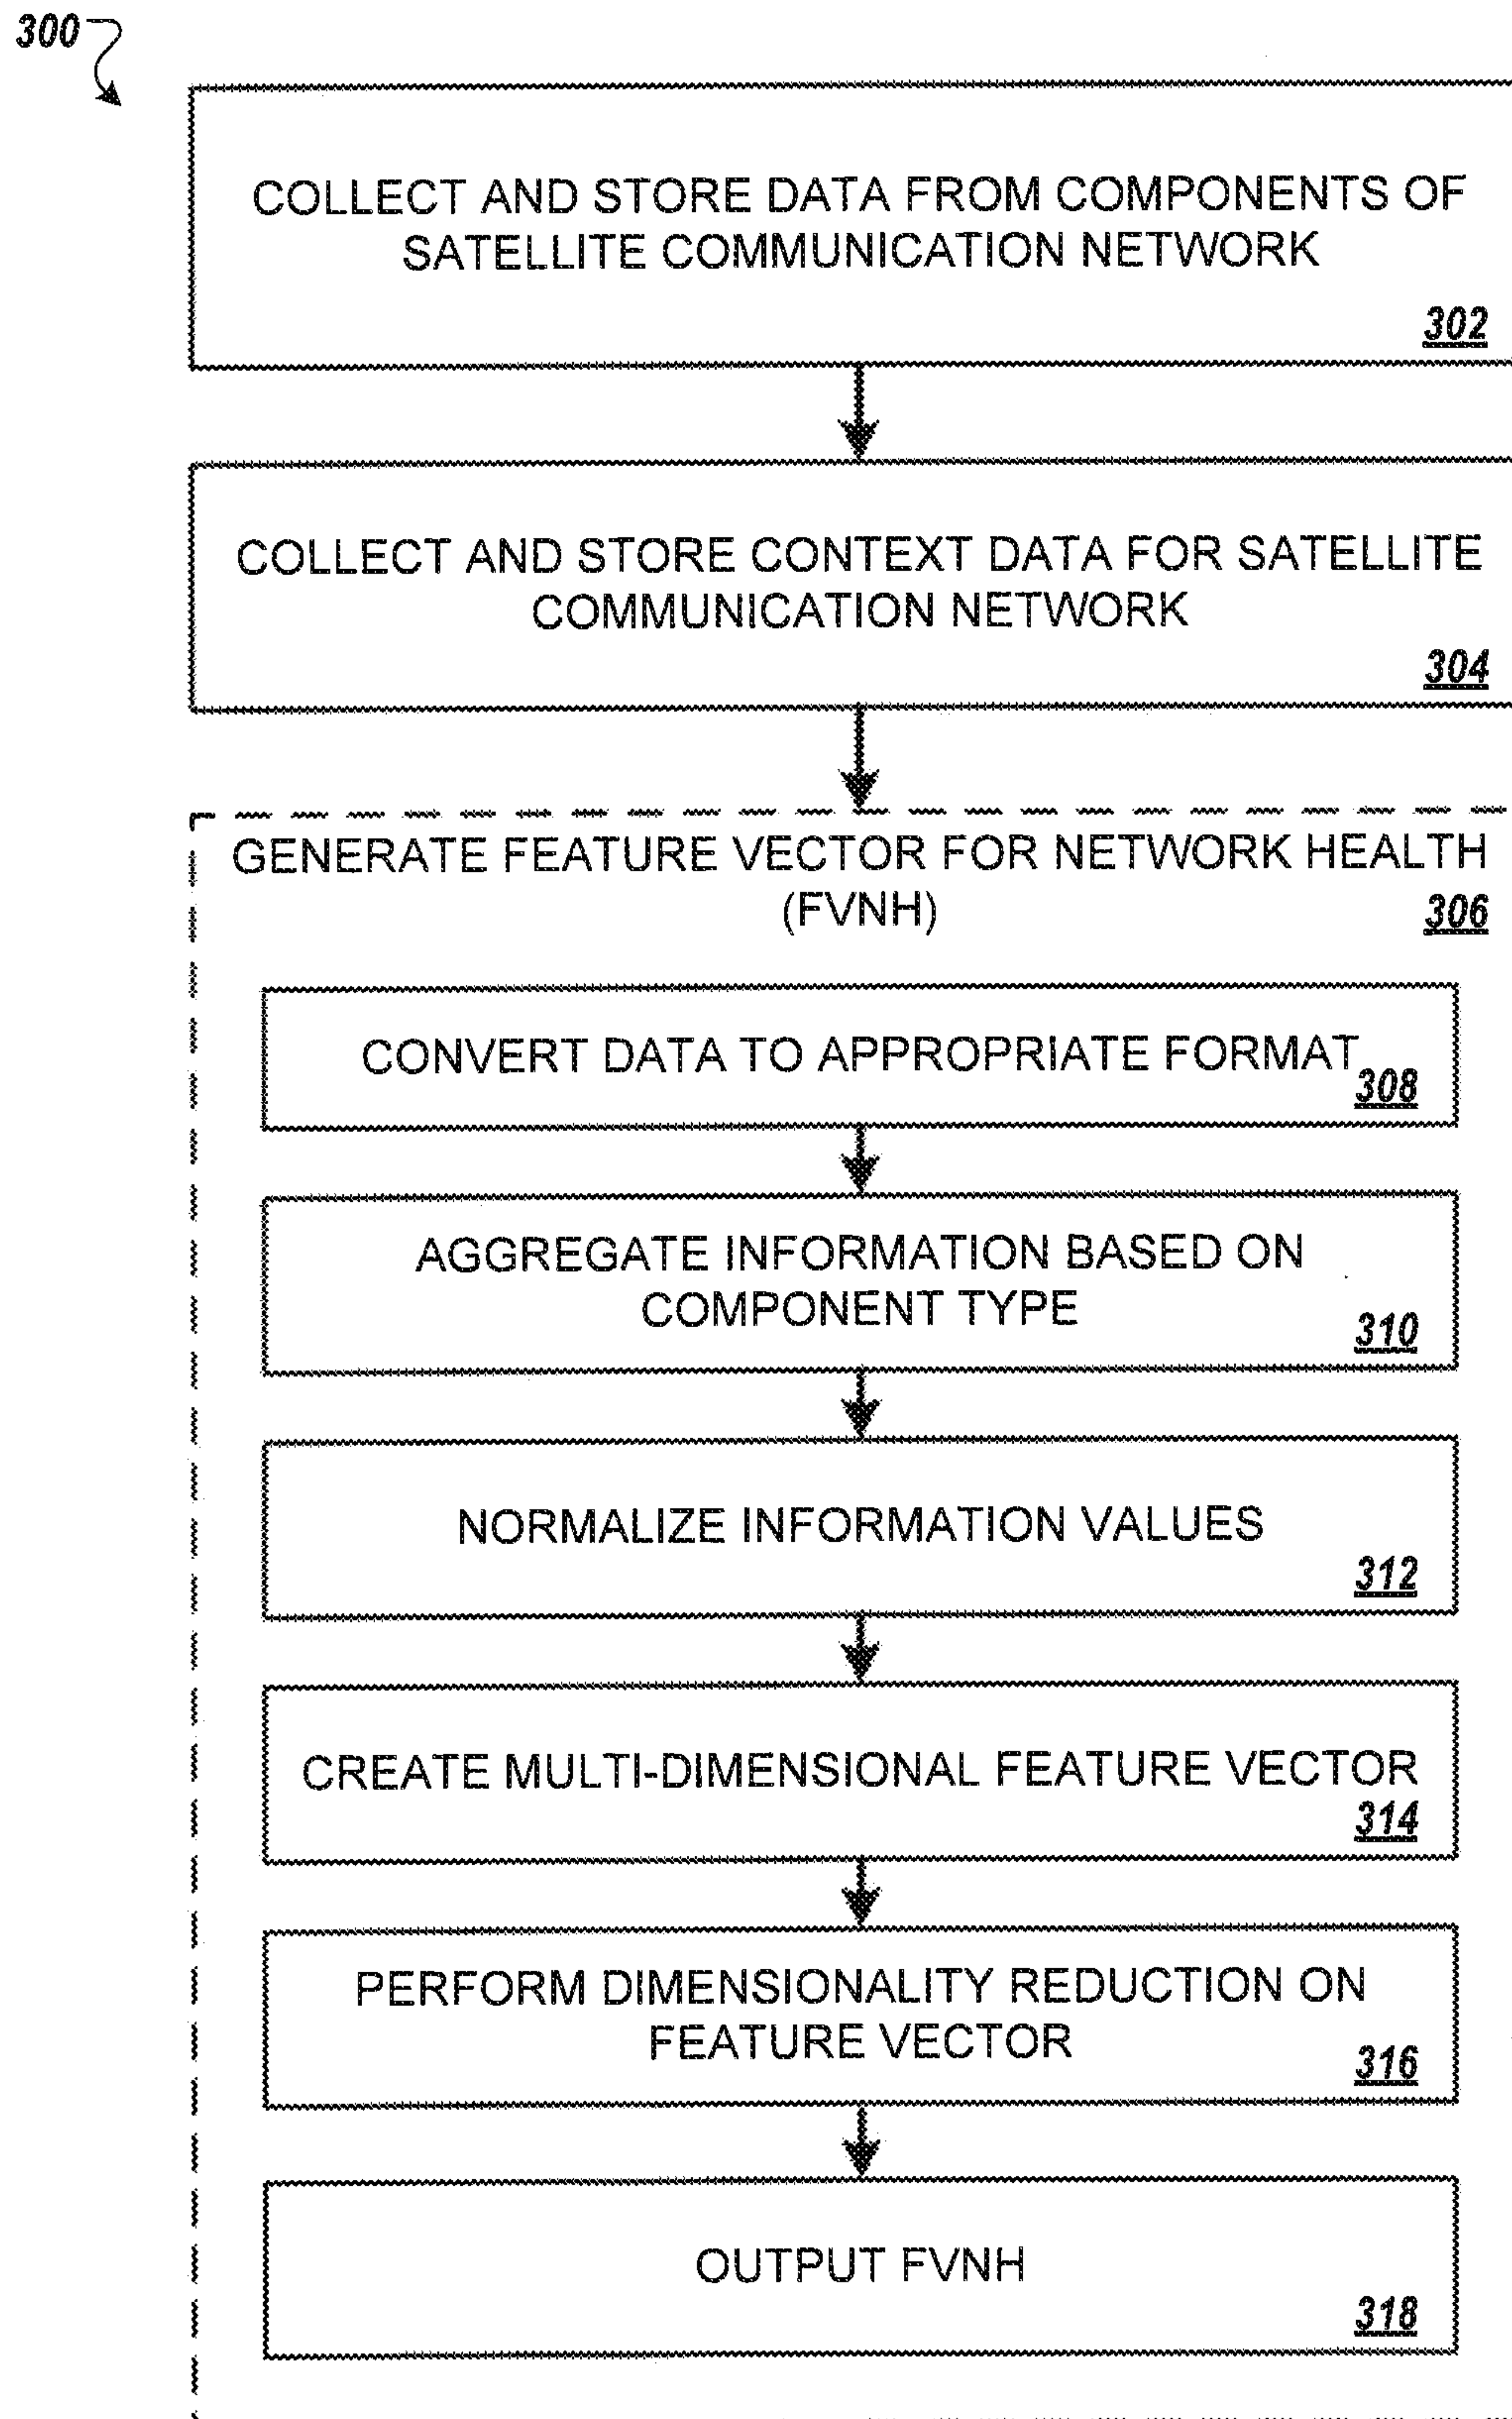 300
COLLECT AND STORE DATA FROM COMPONENTS OF
SATELLITE COMMUNICATION NETWORK
302
COLLECT AND STORE CONTEXT DATA FOR SATELLITE
COMMUNICATION NETWORK
304
GENERATE FEATURE VECTOR FOR NETWORK HEALTH
(FVNH)
306
CONVERT DATA TO APPROPRIATE FORMAT
308
AGGREGATE INFORMATION BASED ON
COMPONENT TYPE
310
NORMALIZE INFORMATION VALUES
312
CREATE MULTI-DIMENSIONAL FEATURE VECTOR
314
PERFORM DIMENSIONALITY REDUCTION ON
FEATURE VECTOR
316
OUTPUT FVNH
318